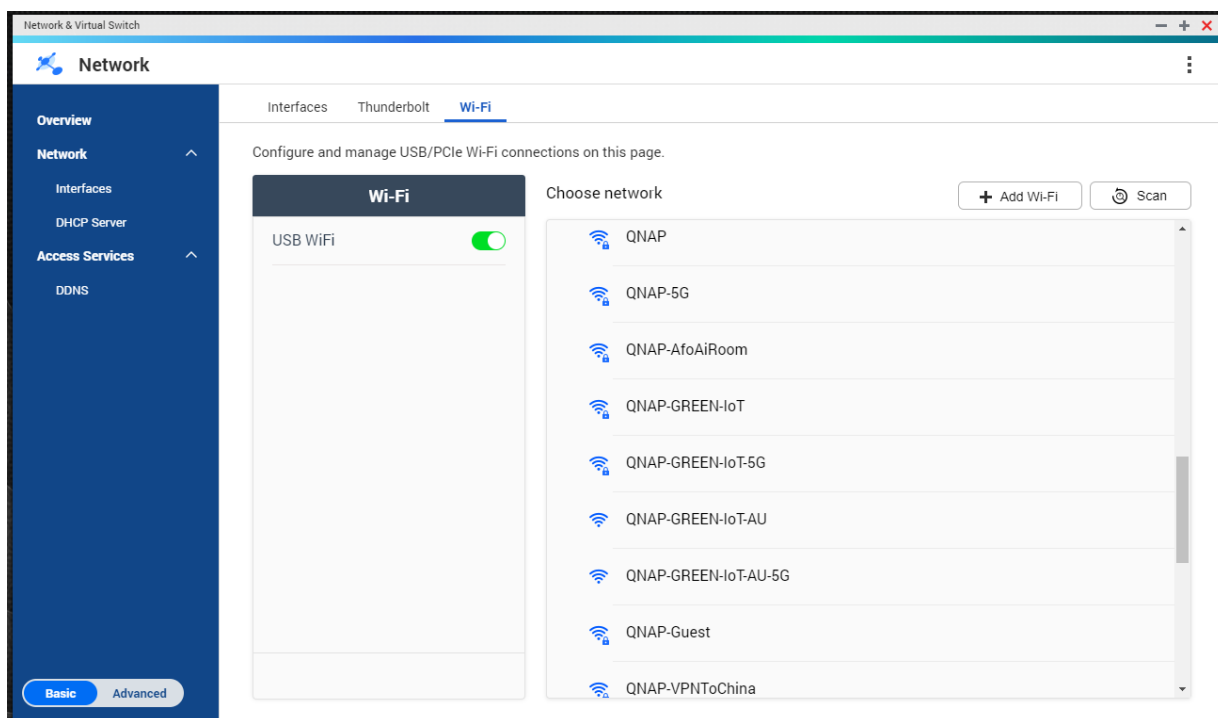 Network & Virtual Switch
Network
Overview
Network
Interfaces
DHCP Server
Access Services
DDNS
Basic Advanced
Interfaces Thunderbolt Wi-Fi
Configure and manage USB/PCIe Wi-Fi connections on this page.
Wi-Fi
USB WiFi
Choose network
Add Wi-Fi Scan
QNAP
QNAP-5G
QNAP-AfoAiRoom
QNAP-GREEN-IoT
QNAP-GREEN-IoT-5G
QNAP-GREEN-IoT-AU
QNAP-GREEN-IoT-AU-5G
QNAP-Guest
QNAP-VPNToChina